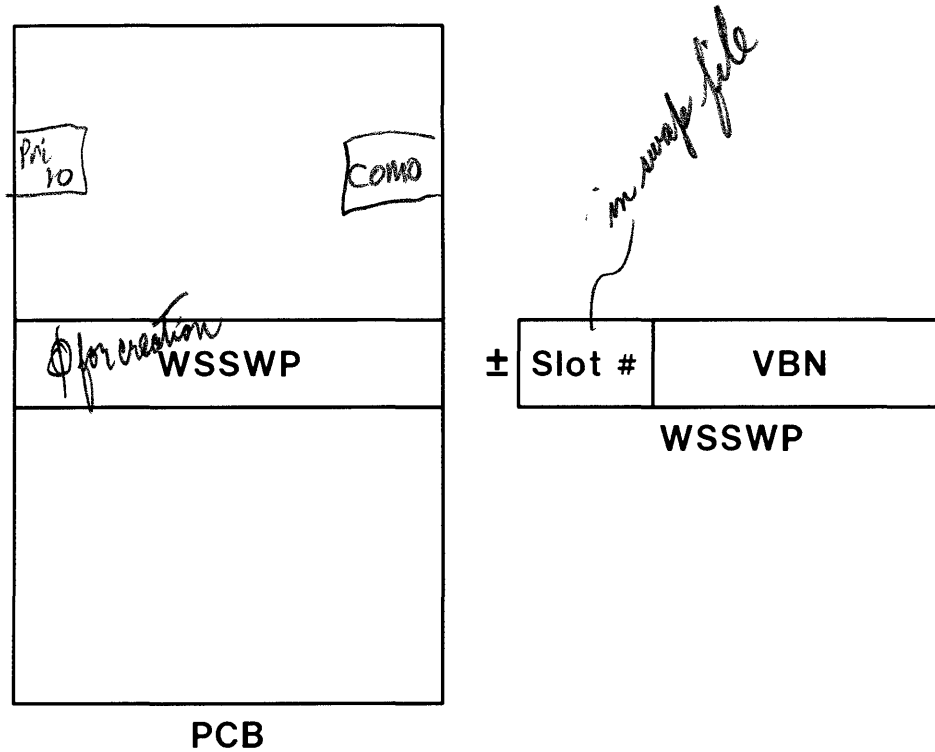 in swap file
Pri
10
COMO
φ for creation
WSSWP
± Slot # VBN
WSSWP
PCB